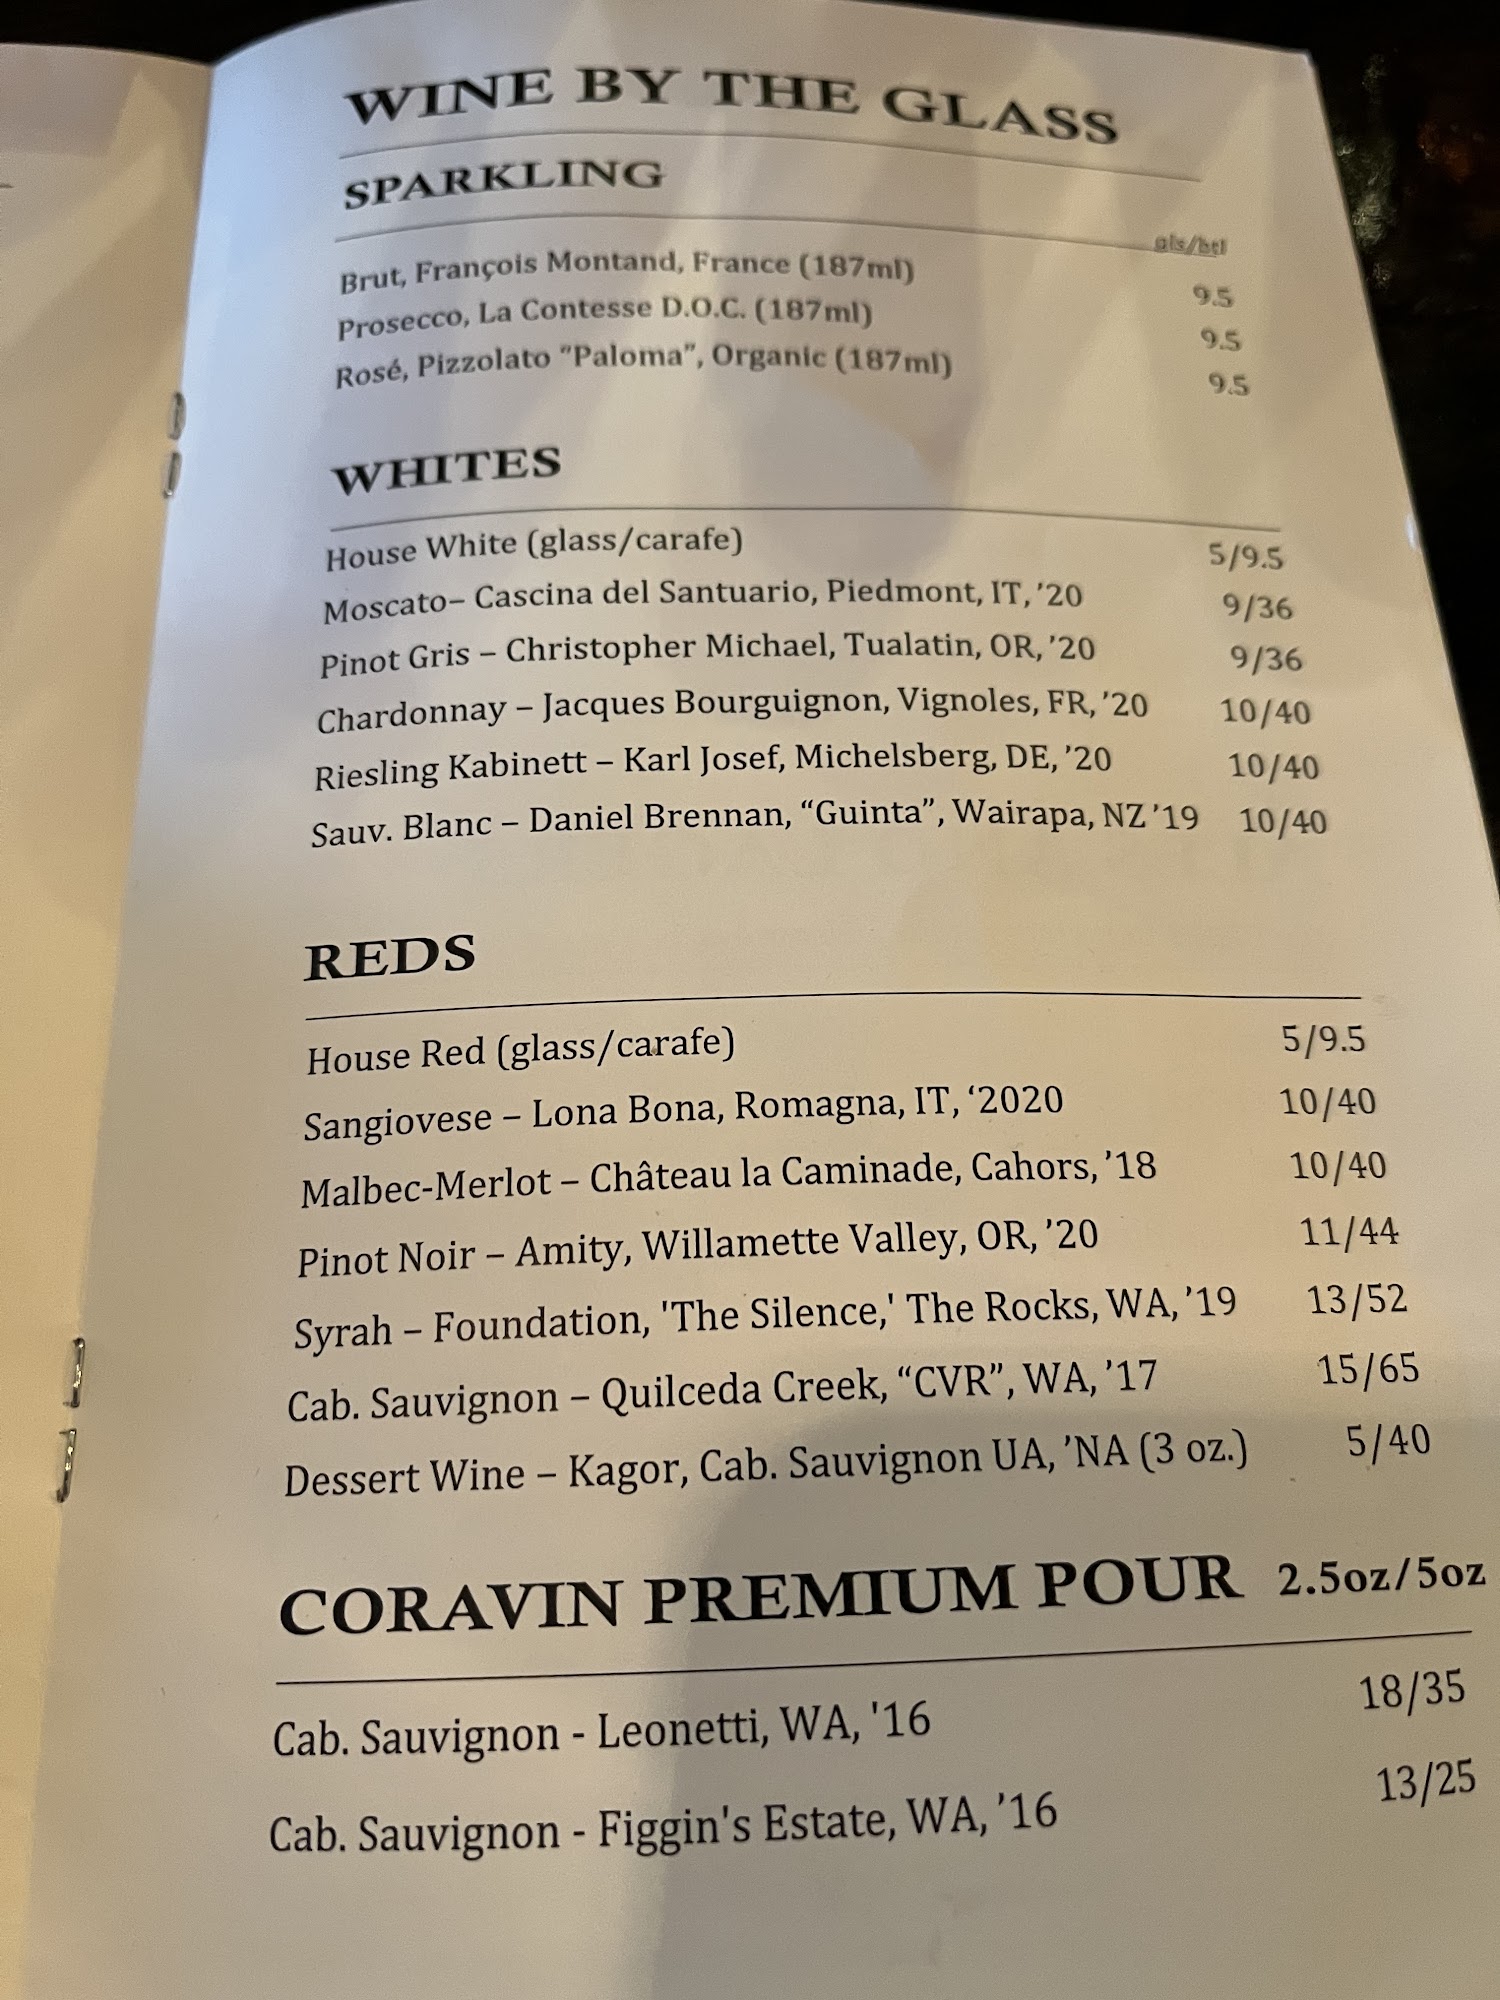 WINE BY THE GLASS
SPARKLING
gls/btl
Brut, François Montand, France (187ml) 9.5
Prosecco, La Contesse D.O.C. (187ml) 9.5
Rosé, Pizzolato "Paloma", Organic (187ml) 9.5
WHITES
House White (glass/carafe) 5/9.5
Moscato– Cascina del Santuario, Piedmont, IT, ’20 9/36
Pinot Gris – Christopher Michael, Tualatin, OR, ’20 9/36
Chardonnay – Jacques Bourguignon, Vignoles, FR, ’20 10/40
Riesling Kabinett – Karl Josef, Michelsberg, DE, ’20 10/40
Sauv. Blanc – Daniel Brennan, “Guinta”, Wairapa, NZ ’19 10/40
REDS
House Red (glass/carafe) 5/9.5
Sangiovese – Lona Bona, Romagna, IT, ‘2020 10/40
Malbec-Merlot – Château la Caminade, Cahors, ’18 10/40
Pinot Noir – Amity, Willamette Valley, OR, ’20 11/44
Syrah – Foundation, 'The Silence,' The Rocks, WA, ’19 13/52
Cab. Sauvignon – Quilceda Creek, “CVR”, WA, ’17 15/65
Dessert Wine – Kagor, Cab. Sauvignon UA, ’NA (3 oz.) 5/40
CORAVIN PREMIUM POUR 2.5oz/5oz
Cab. Sauvignon - Leonetti, WA, '16 18/35
Cab. Sauvignon - Figgin's Estate, WA, ’16 13/25